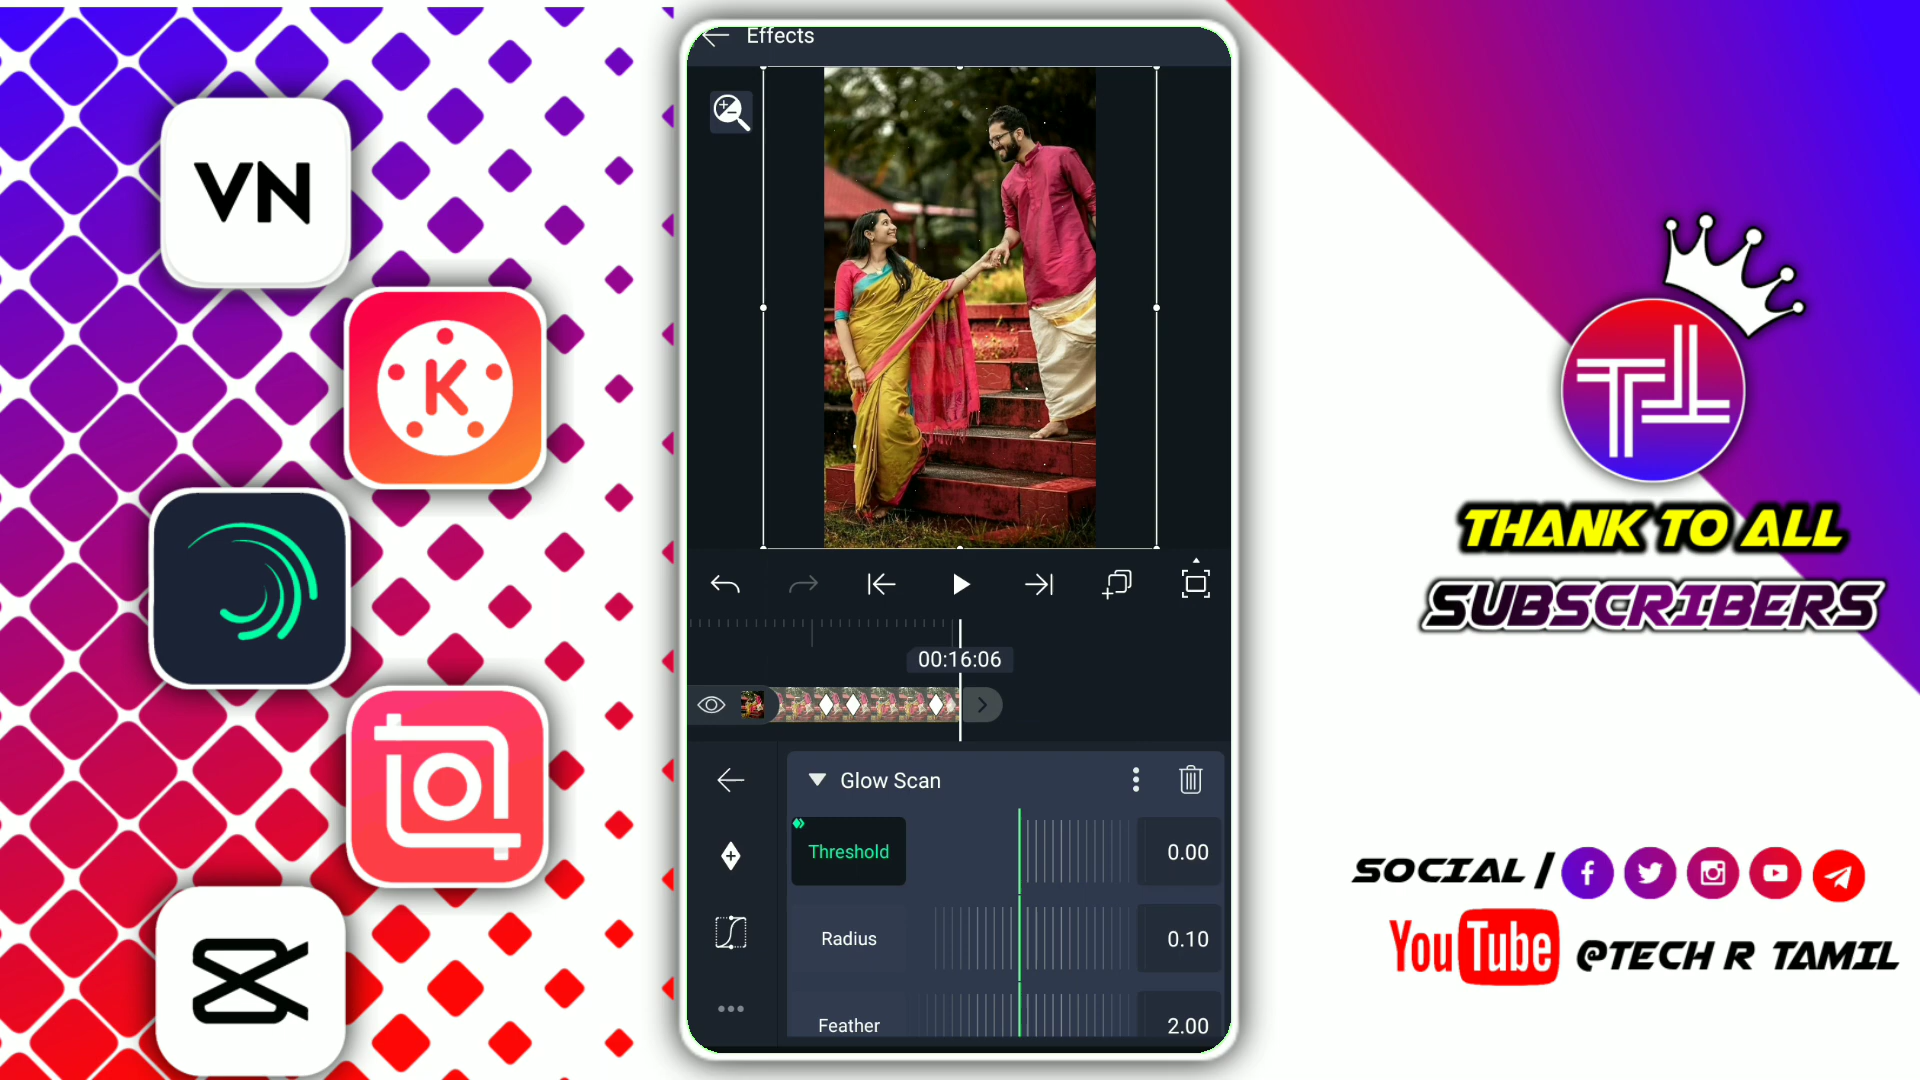 VN
K
Effects
00:16:06
Glow Scan
Threshold
0.00
Radius
0.10
Feather
2.00
THANK TO ALL
SUBSCRIBERS
SOCIAL /
YouTube @TECH R TAMIL